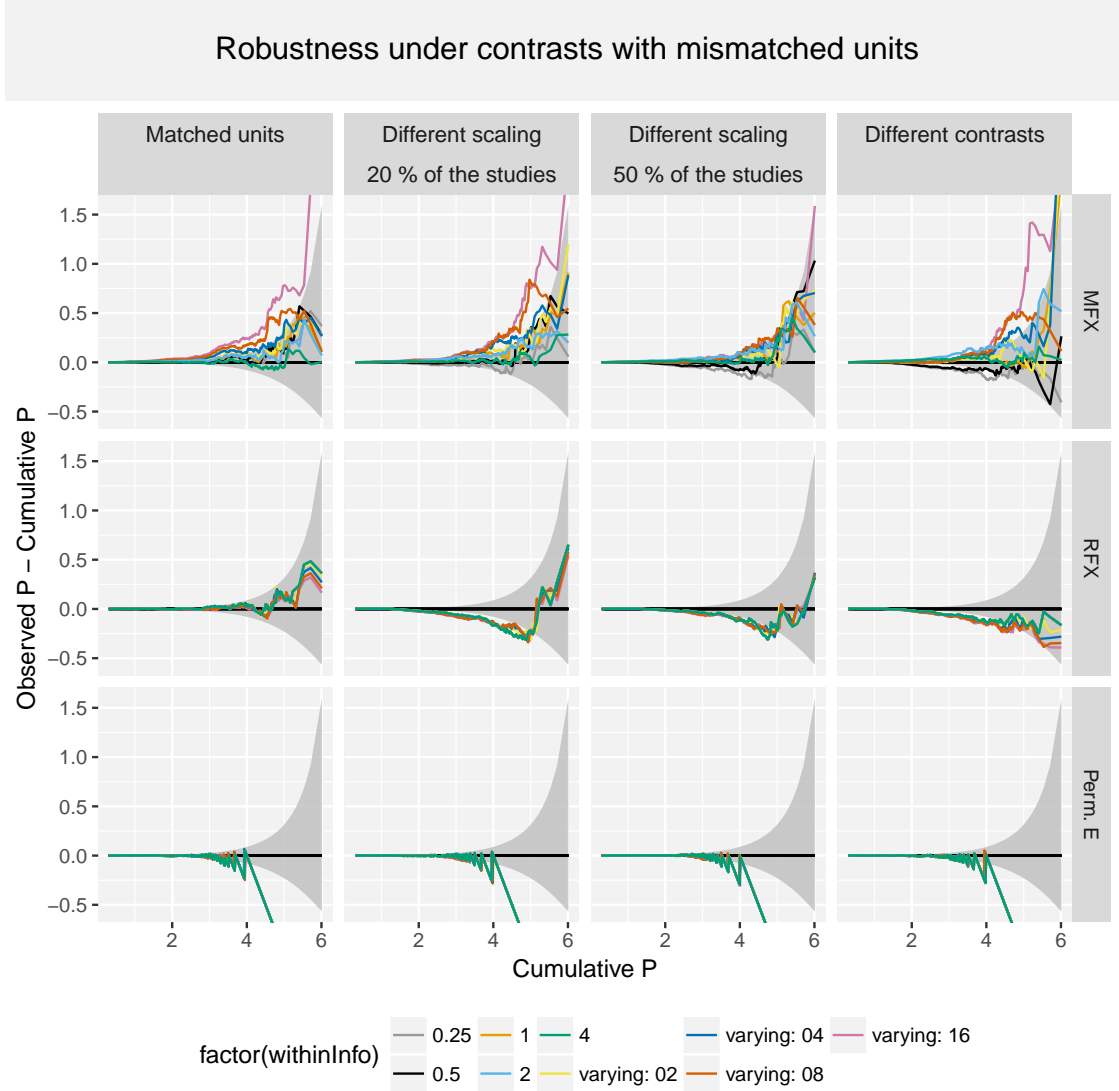 Robustness under contrasts with mismatched units
Matched units
Different scaling
20 % of the studies
Different scaling
50 % of the studies
Different contrasts
1.5
1.0
0.5
0.0
−0.5
MFX
1.5
1.0
0.5
0.0
−0.5
RFX
1.5
1.0
0.5
0.0
−0.5
Perm. E
Observed P − Cumulative P
2 4 6 2 4 6 2 4 6 2 4 6
Cumulative P
factor(withinInfo)
0.25 1 4 varying: 04 varying: 16
0.5 2 varying: 02 varying: 08